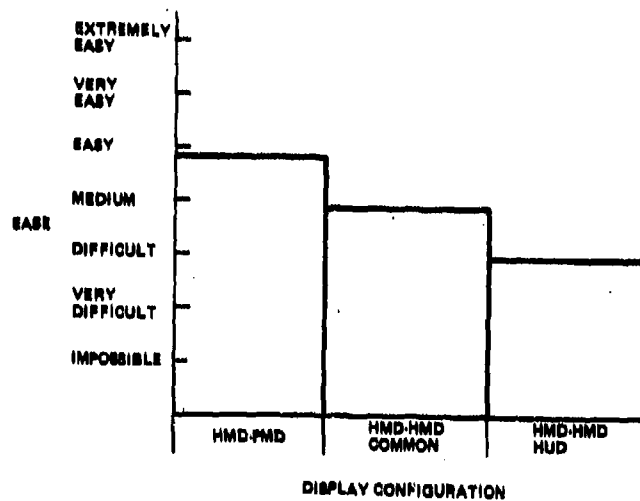 EXTREMELY
EASY
VERY
EASY
EASY
MEDIUM
EASE
DIFFICULT
VERY
DIFFICULT
IMPOSSIBLE
HMD-PMD
HMD-HMD
COMMON
HMD-HMD
HUD
DISPLAY CONFIGURATION